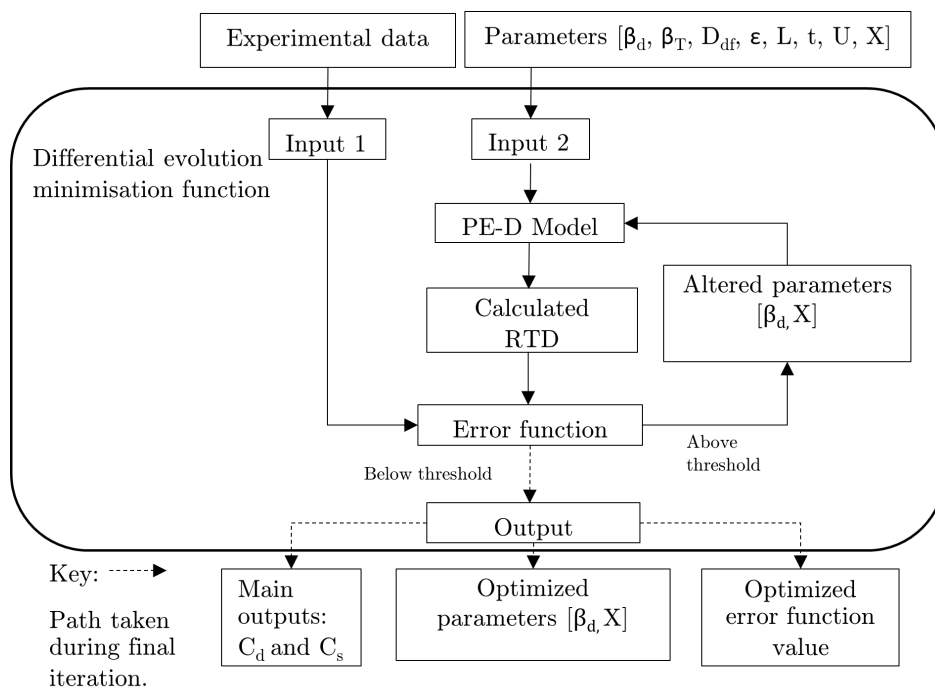 Experimental data
Parameters [β_d, β_T, D_df, ε, L, t, U, X]
Input 1
Input 2
Differential evolution
minimisation function
PE-D Model
Altered parameters
[β_d, X]
Calculated
RTD
Error function
Above
threshold
Below threshold
Output
Key:
Path taken
during final
iteration.
Main
outputs:
C_d and C_s
Optimized
parameters [β_d, X]
Optimized
error function
value